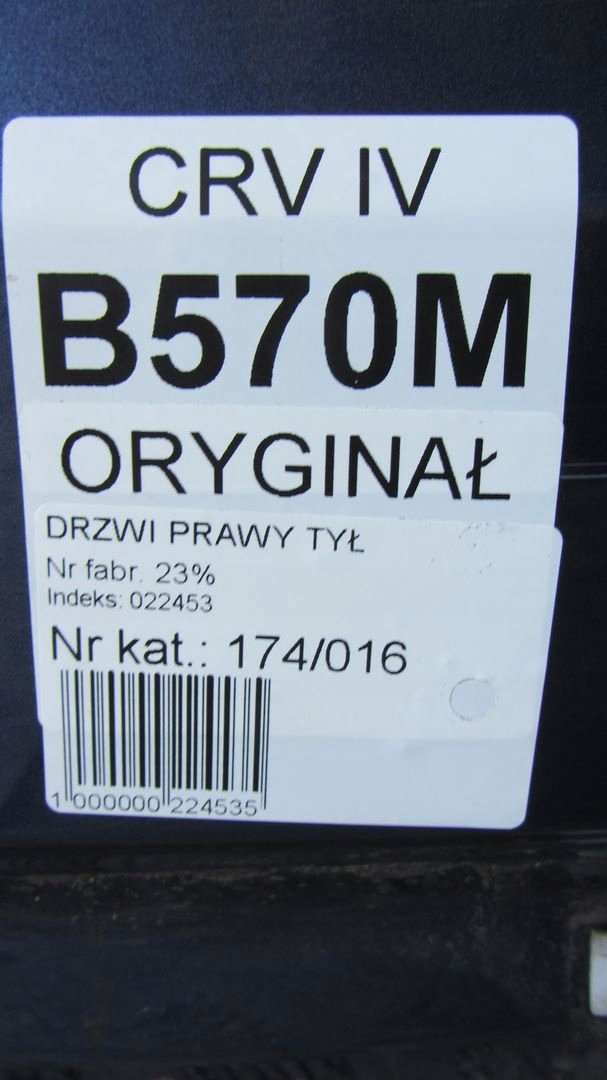 CRV IV
B570M
ORYGINAŁ
DRZWI PRAWY TYŁ
Nr fabr. 23%
Indeks: 022453
Nr kat.: 174/016
1 000000 224535